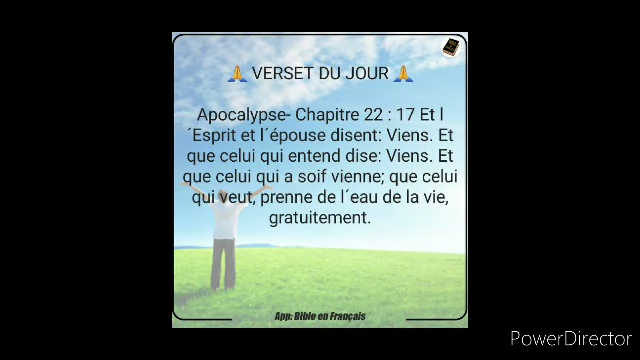 🙏 VERSET DU JOUR 🙏
Apocalypse- Chapitre 22 : 17 Et l
´Esprit et l´épouse disent: Viens. Et
que celui qui entend dise: Viens. Et
que celui qui a soif vienne; que celui
qui veut, prenne de l´eau de la vie,
gratuitement.
App: Bible en Français
PowerDirector